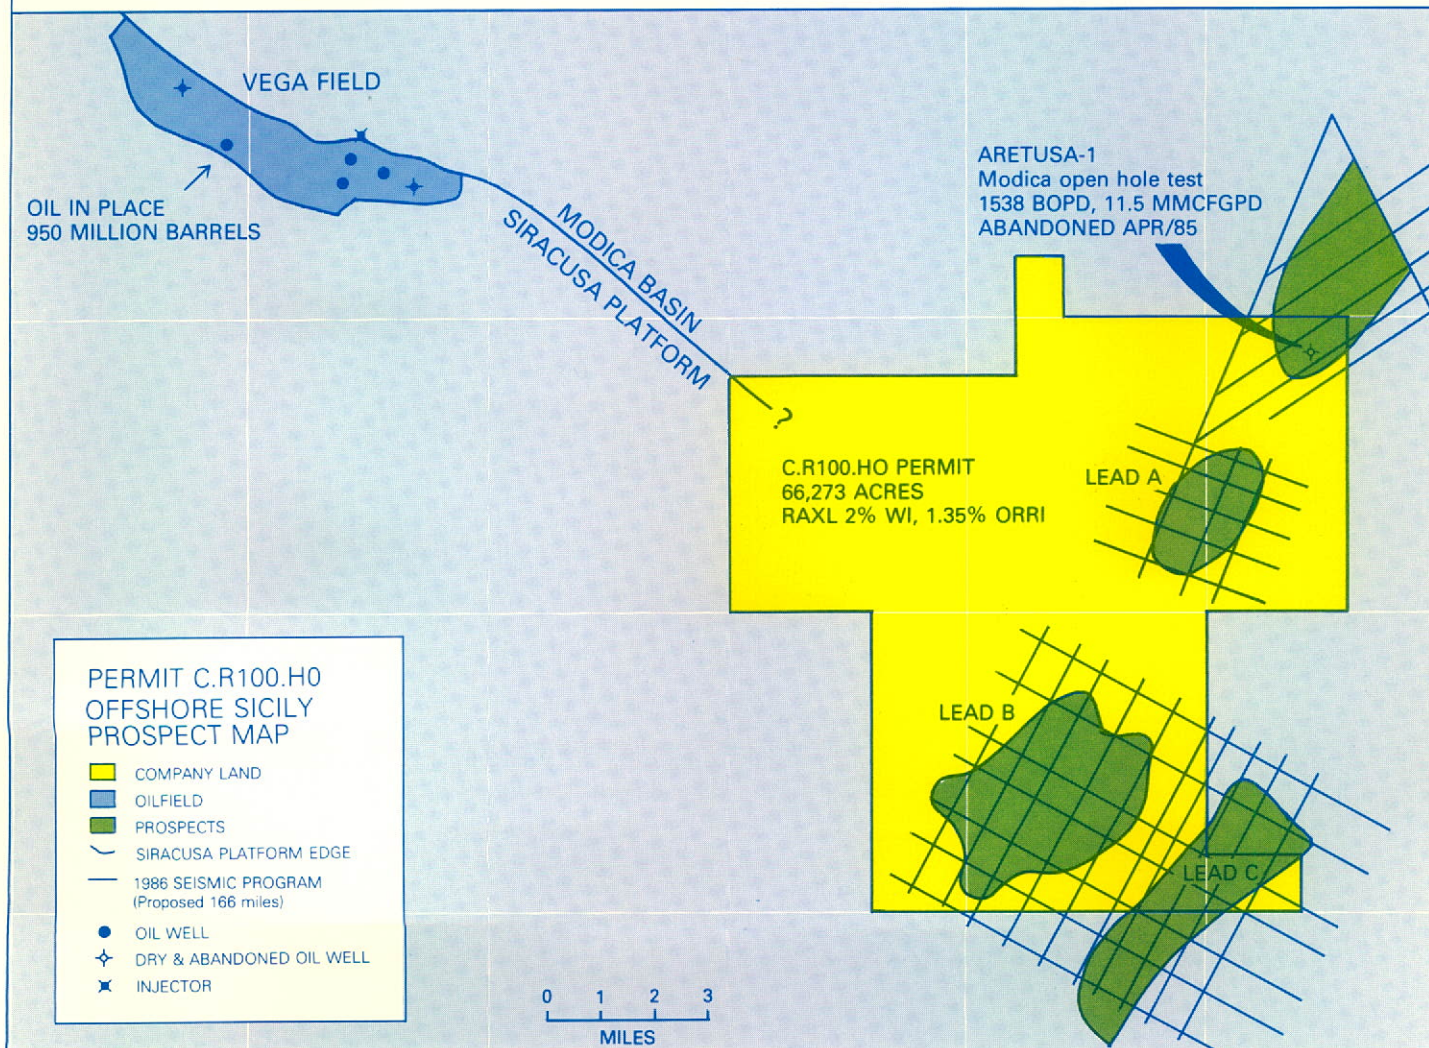 VEGA FIELD
OIL IN PLACE
950 MILLION BARRELS
MODICA BASIN
SIRACUSA PLATFORM
ARETUSA-1
Modica open hole test
1538 BOPD, 11.5 MMCFGPD
ABANDONED APR/85
?
C.R100.HO PERMIT
66,273 ACRES
RAXL 2% WI, 1.35% ORRI
LEAD A
LEAD B
LEAD C
PERMIT C.R100.H0
OFFSHORE SICILY
PROSPECT MAP
COMPANY LAND
OILFIELD
PROSPECTS
SIRACUSA PLATFORM EDGE
1986 SEISMIC PROGRAM
(Proposed 166 miles)
OIL WELL
DRY & ABANDONED OIL WELL
INJECTOR
0 1 2 3
MILES